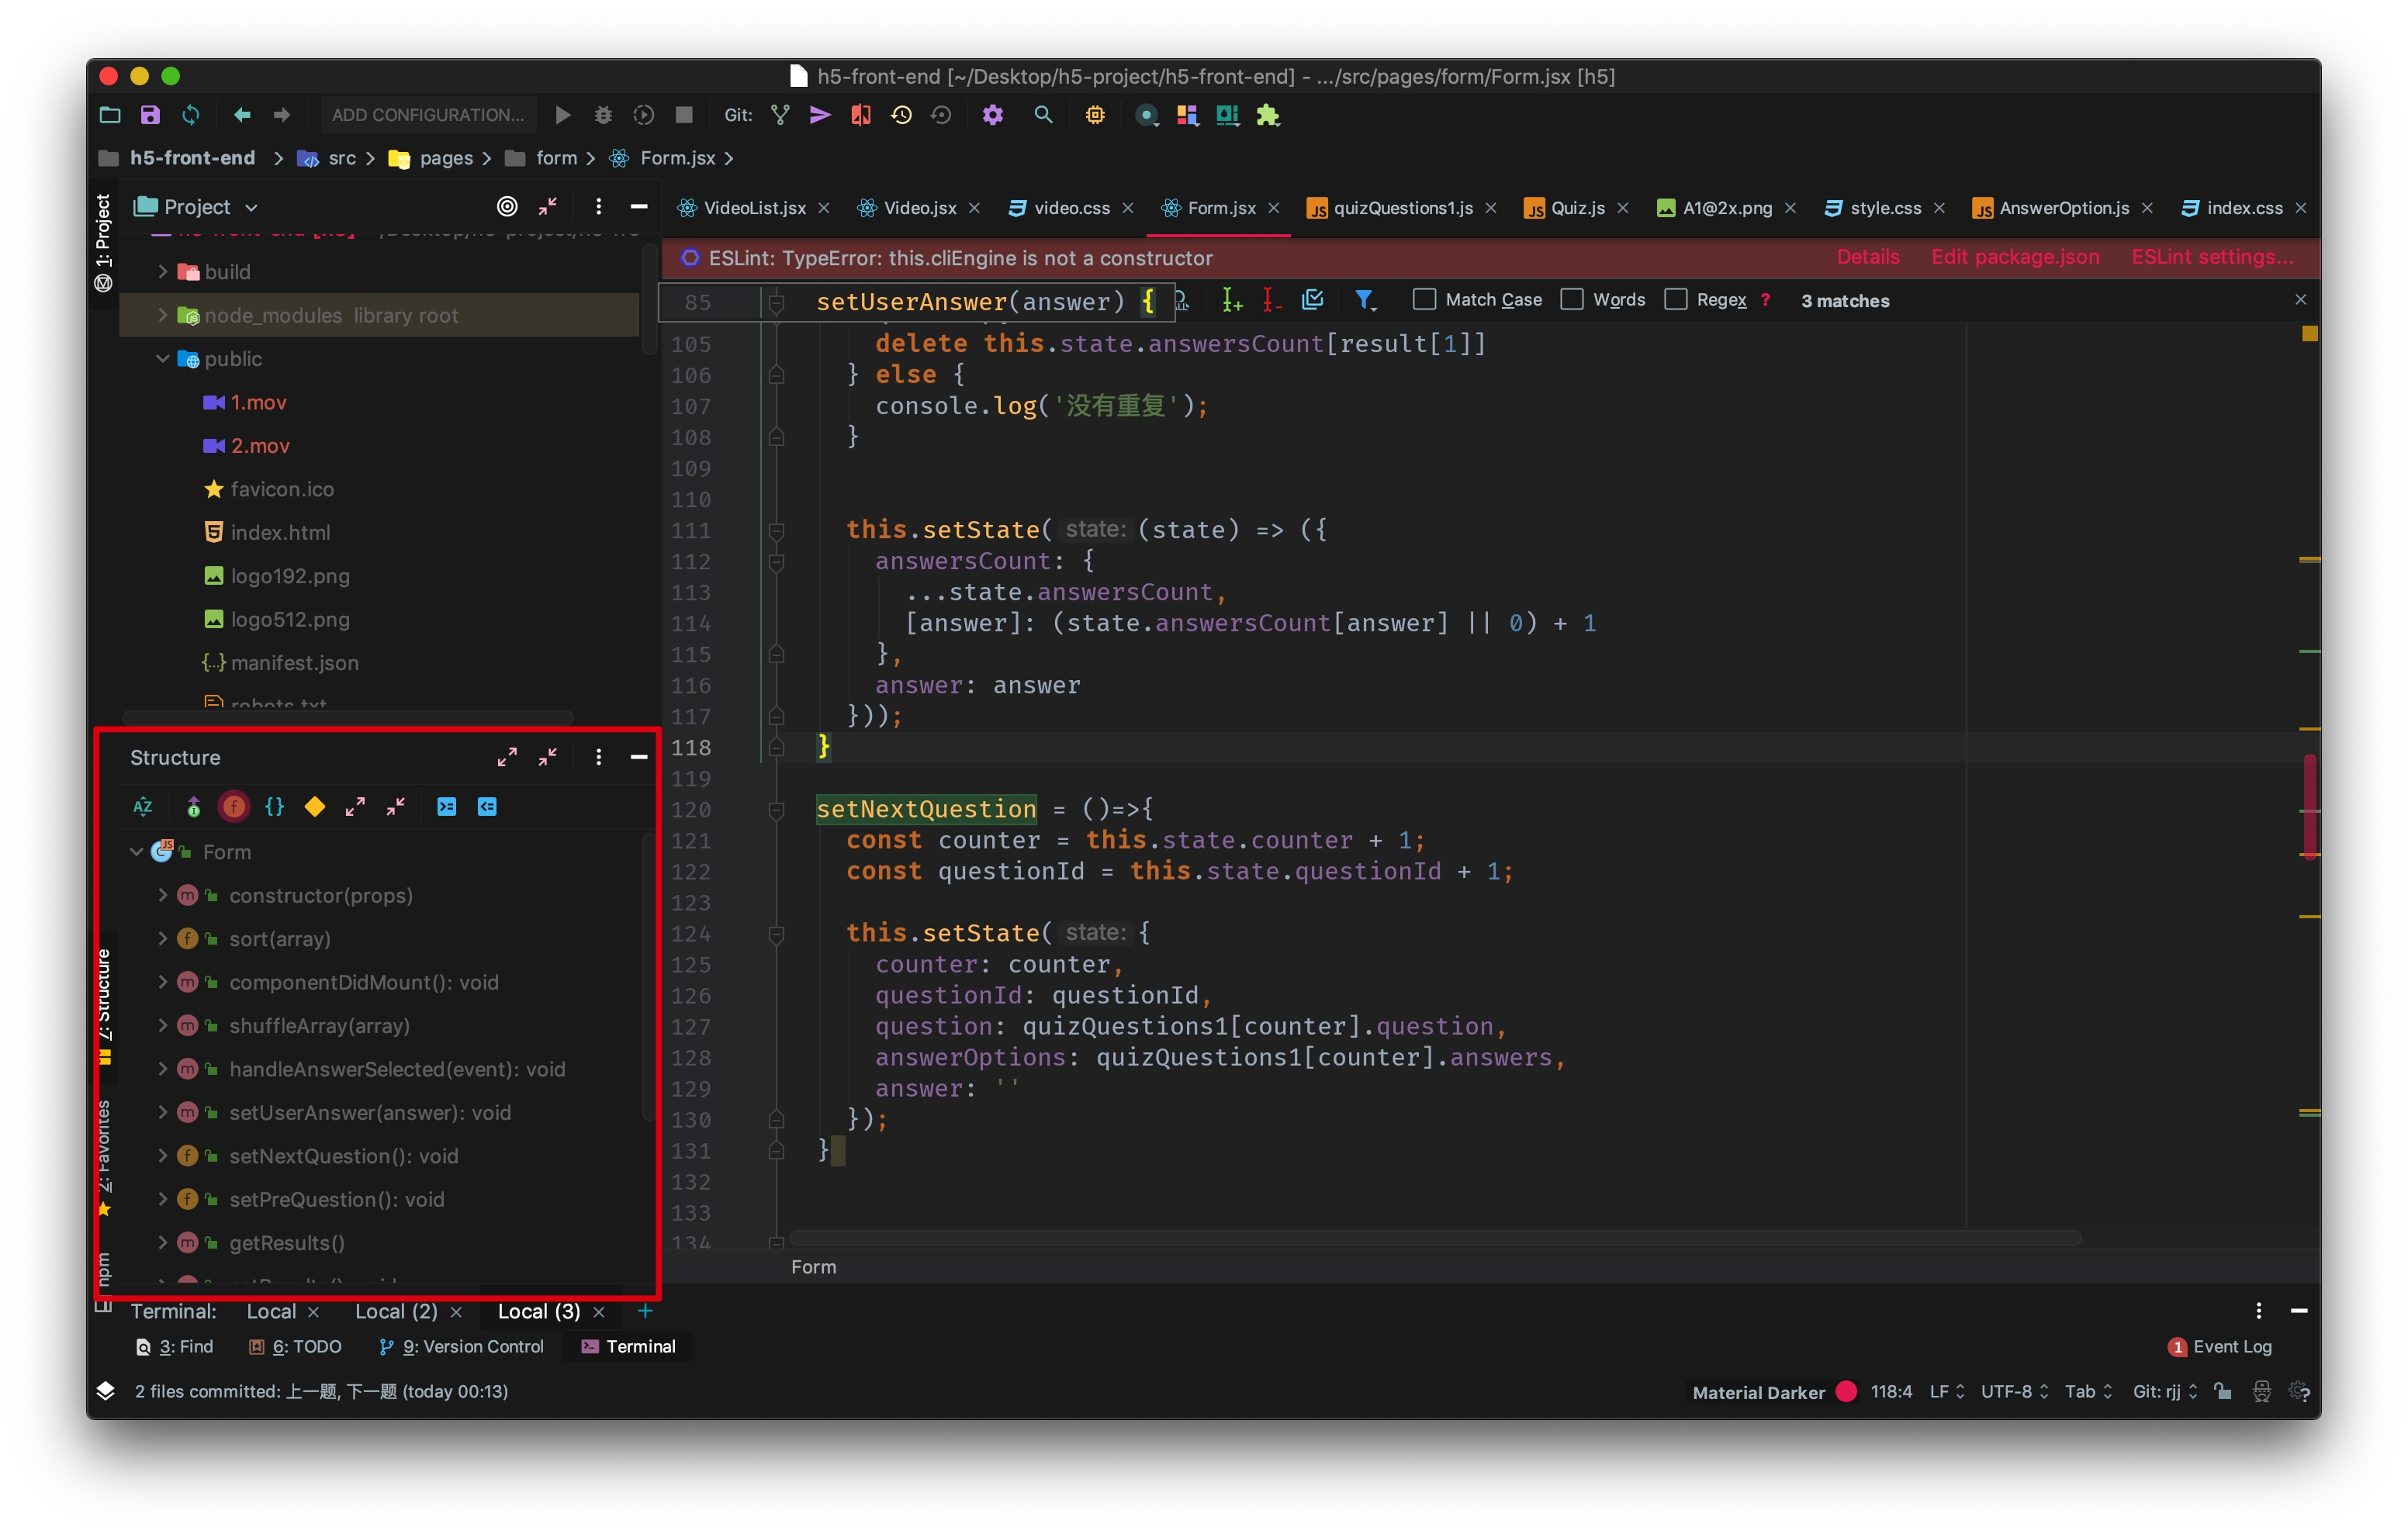 h5-front-end [~/Desktop/h5-project/h5-front-end] - .../src/pages/form/Form.jsx [h5]
ADD CONFIGURATION...
Git:
h5-front-end
src
pages
form
Form.jsx
1: Project
Project
VideoList.jsx
Video.jsx
video.css
Form.jsx
quizQuestions1.js
Quiz.js
A1@2x.png
style.css
AnswerOption.js
index.css
ESLint: TypeError: this.cliEngine is not a constructor
Details
Edit package.json
ESLint settings...
build
node_modules library root
public
1.mov
2.mov
favicon.ico
index.html
logo192.png
logo512.png
manifest.json
robots.txt
85 setUserAnswer(answer) {
Match Case
Words
Regex ?
3 matches
105 delete this.state.answersCount[result[1]]
106 } else {
107 console.log('没有重复');
108 }
109
110
111 this.setState( state: (state) => ({
112 answersCount: {
113 ...state.answersCount,
114 [answer]: (state.answersCount[answer] || 0) + 1
115 },
116 answer: answer
117 }));
118 }
119
120 setNextQuestion = ()=>{
121 const counter = this.state.counter + 1;
122 const questionId = this.state.questionId + 1;
123
124 this.setState( state: {
125 counter: counter,
126 questionId: questionId,
127 question: quizQuestions1[counter].question,
128 answerOptions: quizQuestions1[counter].answers,
129 answer: ''
130 });
131 }
132
133
134
Form
Structure
Form
constructor(props)
sort(array)
componentDidMount(): void
shuffleArray(array)
handleAnswerSelected(event): void
setUserAnswer(answer): void
setNextQuestion(): void
setPreQuestion(): void
getResults()
7: Structure
2: Favorites
npm
Terminal:
Local
Local (2)
Local (3)
3: Find
6: TODO
9: Version Control
Terminal
1 Event Log
2 files committed: 上一题, 下一题 (today 00:13)
Material Darker
118:4
LF
UTF-8
Tab
Git: rjj